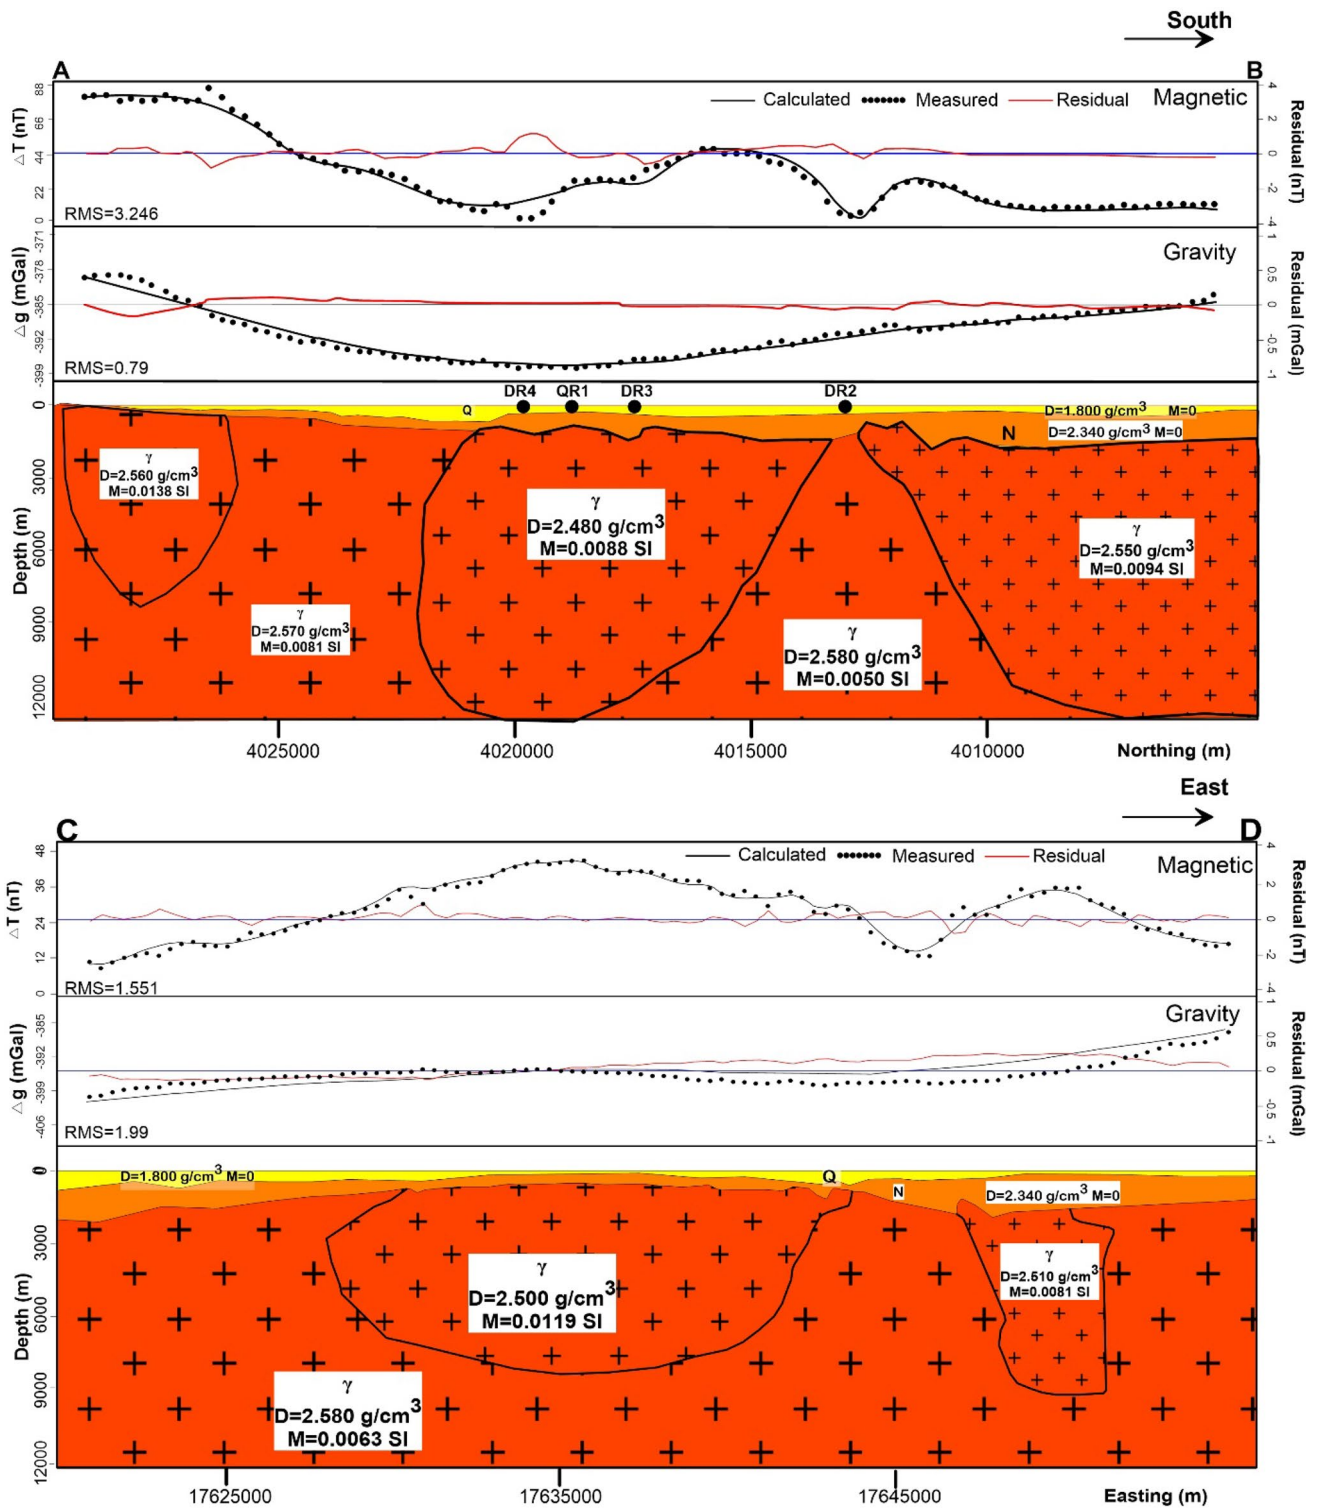 South
A
B
88
66
44
22
0
△T (nT)
Calculated
Measured
Residual
Magnetic
4
2
0
-2
-4
Residual (nT)
RMS=3.246
-371
-378
-385
-392
-399
△g (mGal)
Gravity
1
0.5
0
-0.5
-1
Residual (mGal)
RMS=0.79
DR4
QR1
DR3
DR2
0
3000
6000
9000
12000
Depth (m)
Q
D=1.800 g/cm³ M=0
N
D=2.340 g/cm³ M=0
γ
D=2.560 g/cm³
M=0.0138 SI
γ
D=2.480 g/cm³
M=0.0088 SI
γ
D=2.550 g/cm³
M=0.0094 SI
γ
D=2.570 g/cm³
M=0.0081 SI
γ
D=2.580 g/cm³
M=0.0050 SI
4025000
4020000
4015000
4010000
Northing (m)
East
C
D
48
36
24
12
0
△T (nT)
Calculated
Measured
Residual
Magnetic
4
2
0
-2
-4
Residual (nT)
RMS=1.551
-385
-392
-399
-406
△g (mGal)
Gravity
1
0.5
0
-0.5
-1
Residual (mGal)
RMS=1.99
0
3000
6000
9000
12000
Depth (m)
D=1.800 g/cm³ M=0
Q
N
D=2.340 g/cm³ M=0
γ
D=2.500 g/cm³
M=0.0119 SI
γ
D=2.510 g/cm³
M=0.0081 SI
γ
D=2.580 g/cm³
M=0.0063 SI
17625000
17635000
17645000
Easting (m)